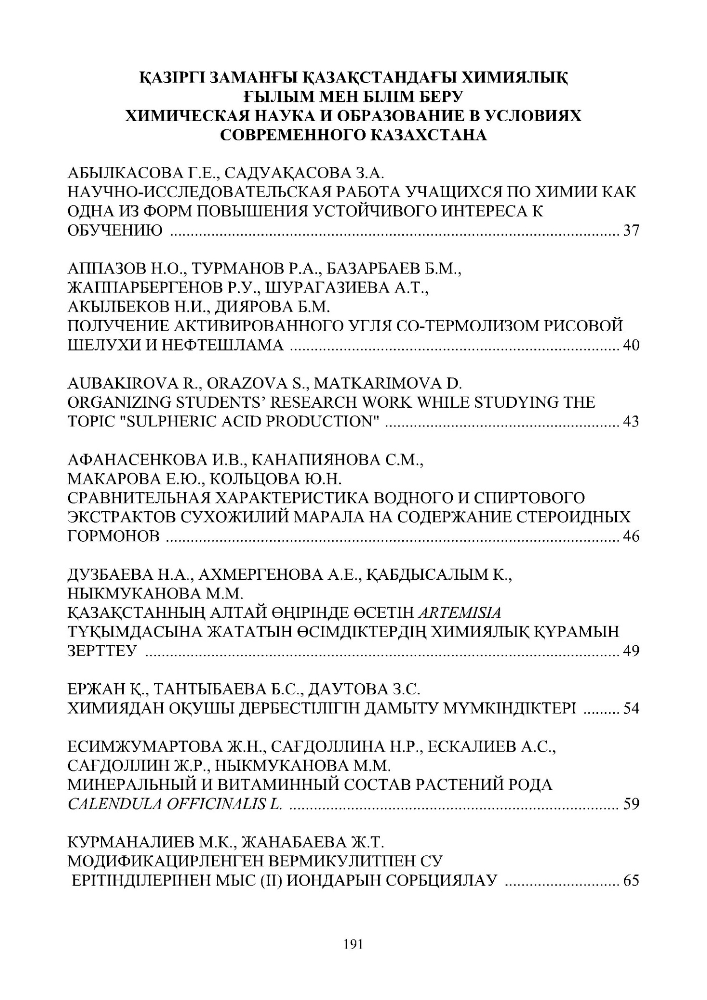 ҚАЗІРГІ ЗАМАНҒЫ ҚАЗАҚСТАНДАҒЫ ХИМИЯЛЫҚ
ҒЫЛЫМ МЕН БІЛІМ БЕРУ
ХИМИЧЕСКАЯ НАУКА И ОБРАЗОВАНИЕ В УСЛОВИЯХ
СОВРЕМЕННОГО КАЗАХСТАНА
АБЫЛКАСОВА Г.Е., САДУАҚАСОВА З.А.
НАУЧНО-ИССЛЕДОВАТЕЛЬСКАЯ РАБОТА УЧАЩИХСЯ ПО ХИМИИ КАК
ОДНА ИЗ ФОРМ ПОВЫШЕНИЯ УСТОЙЧИВОГО ИНТЕРЕСА К
ОБУЧЕНИЮ ........................................ 37
АППАЗОВ Н.О., ТУРМАНОВ Р.А., БАЗАРБАЕВ Б.М.,
ЖАППАРБЕРГЕНОВ Р.У., ШУРАГАЗИЕВА А.Т.,
АКЫЛБЕКОВ Н.И., ДИЯРОВА Б.М.
ПОЛУЧЕНИЕ АКТИВИРОВАННОГО УГЛЯ СО-ТЕРМОЛИЗОМ РИСОВОЙ
ШЕЛУХИ И НЕФТЕШЛАМА ........................................ 40
AUBAKIROVA R., ORAZOVA S., MATKARIMOVA D.
ORGANIZING STUDENTS’ RESEARCH WORK WHILE STUDYING THE
TOPIC "SULPHERIC ACID PRODUCTION" ........................................ 43
АФАНАСЕНКОВА И.В., КАНАПИЯНОВА С.М.,
МАКАРОВА Е.Ю., КОЛЬЦОВА Ю.Н.
СРАВНИТЕЛЬНАЯ ХАРАКТЕРИСТИКА ВОДНОГО И СПИРТОВОГО
ЭКСТРАКТОВ СУХОЖИЛИЙ МАРАЛА НА СОДЕРЖАНИЕ СТЕРОИДНЫХ
ГОРМОНОВ ........................................ 46
ДУЗБАЕВА Н.А., АХМЕРГЕНОВА А.Е., ҚАБДЫСАЛЫМ К.,
НЫКМУКАНОВА М.М.
ҚАЗАҚСТАННЫҢ АЛТАЙ ӨҢІРІНДЕ ӨСЕТІН ARTEMISIA
ТҰҚЫМДАСЫНА ЖАТАТЫН ӨСІМДІКТЕРДІҢ ХИМИЯЛЫҚ ҚҰРАМЫН
ЗЕРТТЕУ ........................................ 49
ЕРЖАН Қ., ТАНТЫБАЕВА Б.С., ДАУТОВА З.С.
ХИМИЯДАН ОҚУШЫ ДЕРБЕСТІЛІГІН ДАМЫТУ МҮМКІНДІКТЕРІ ......... 54
ЕСИМЖУМАРТОВА Ж.Н., САҒДОЛЛИНА Н.Р., ЕСКАЛИЕВ А.С.,
САҒДОЛЛИН Ж.Р., НЫКМУКАНОВА М.М.
МИНЕРАЛЬНЫЙ И ВИТАМИННЫЙ СОСТАВ РАСТЕНИЙ РОДА
CALENDULA OFFICINALIS L. ........................................ 59
КУРМАНАЛИЕВ М.К., ЖАНАБАЕВА Ж.Т.
МОДИФИКАЦИРЛЕНГЕН ВЕРМИКУЛИТПЕН СУ
ЕРІТІНДІЛЕРІНЕН МЫС (II) ИОНДАРЫН СОРБЦИЯЛАУ ............................ 65
191